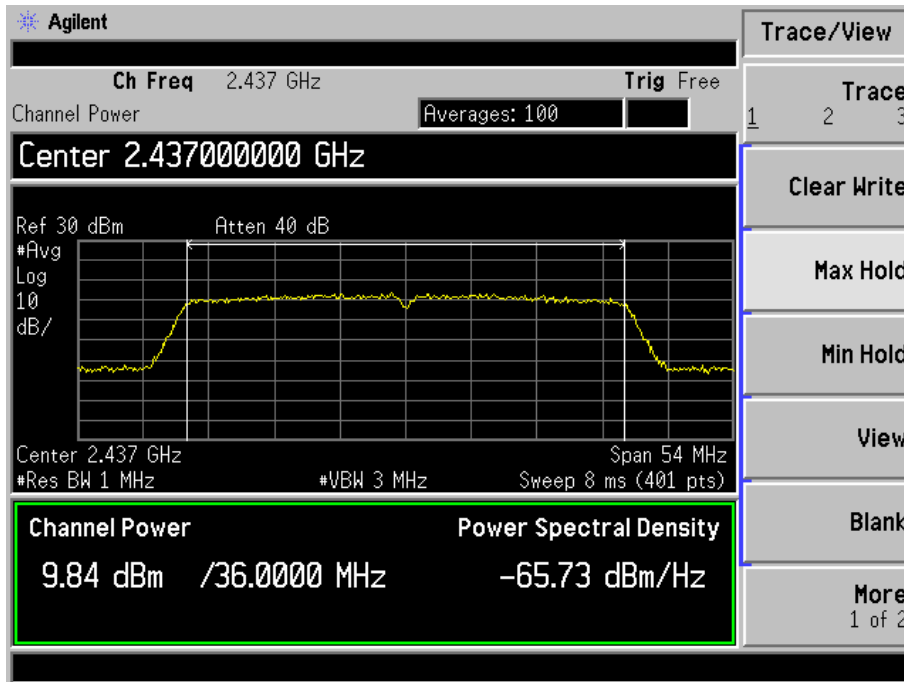 Agilent
Trace/View
Ch Freq 2.437 GHz Trig Free
Channel Power Averages: 100
Trace
1 2 3
Center 2.437000000 GHz
Clear Write
Ref 30 dBm Atten 40 dB
#Avg
Log
10
dB/
Max Hold
Min Hold
Center 2.437 GHz Span 54 MHz
#Res BW 1 MHz #VBW 3 MHz Sweep 8 ms (401 pts)
View
Channel Power Power Spectral Density
9.84 dBm /36.0000 MHz -65.73 dBm/Hz
Blank
More
1 of 2